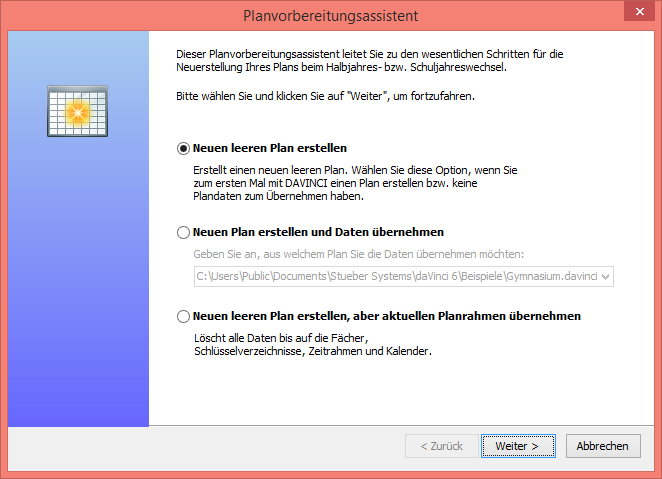 Planvorbereitungsassistent
Dieser Planvorbereitungsassistent leitet Sie zu den wesentlichen Schritten für die
Neuerstellung Ihres Plans beim Halbjahres- bzw. Schuljahreswechsel.
Bitte wählen Sie und klicken Sie auf "Weiter", um fortzufahren.
Neuen leeren Plan erstellen
Erstellt einen neuen leeren Plan. Wählen Sie diese Option, wenn Sie
zum ersten Mal mit DAVINCI einen Plan erstellen bzw. keine
Plandaten zum Übernehmen haben.
Neuen Plan erstellen und Daten übernehmen
Geben Sie an, aus welchem Plan Sie die Daten übernehmen möchten:
C:\Users\Public\Documents\Stueber Systems\daVinci 6\Beispiele\Gymnasium.davinci
Neuen leeren Plan erstellen, aber aktuellen Planrahmen übernehmen
Löscht alle Daten bis auf die Fächer,
Schlüsselverzeichnisse, Zeitrahmen und Kalender.
< Zurück
Weiter >
Abbrechen